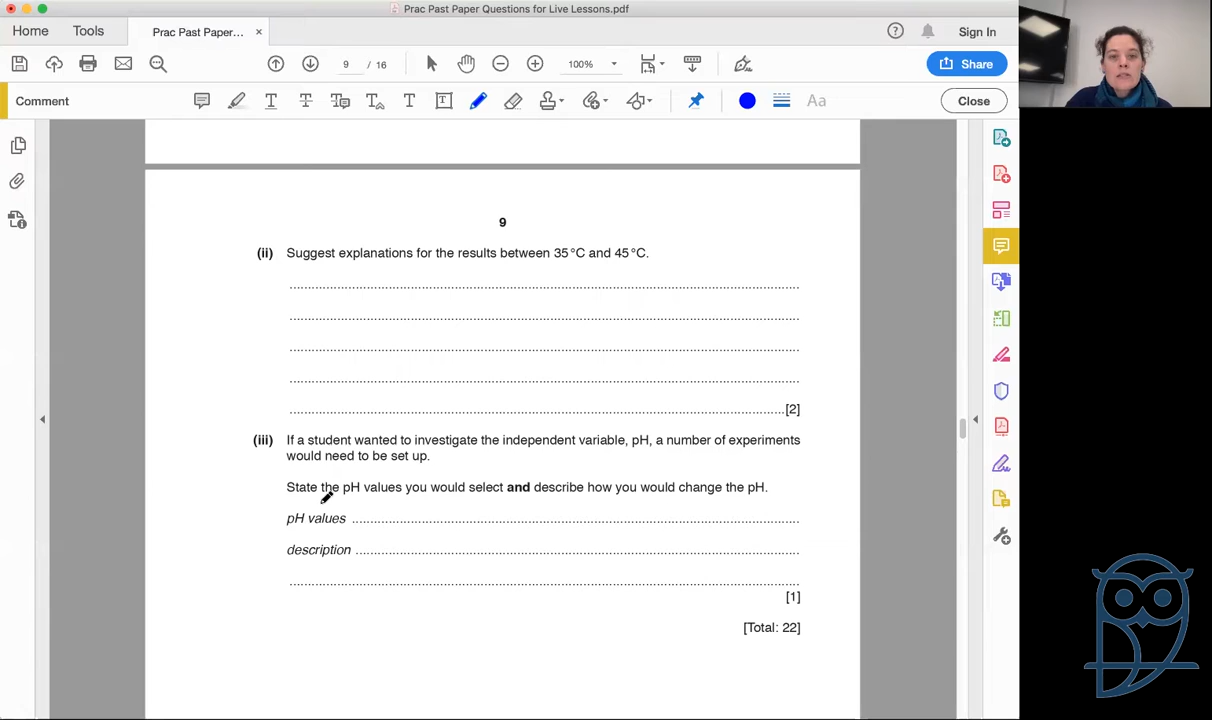 Prac Past Paper Questions for Live Lessons.pdf
Home Tools Prac Past Paper... × Sign In
9 / 16 100% Share
Comment Aa Close
9
(ii) Suggest explanations for the results between 35 °C and 45 °C.
[2]
(iii) If a student wanted to investigate the independent variable, pH, a number of experiments
would need to be set up.
State the pH values you would select and describe how you would change the pH.
pH values
description
[1]
[Total: 22]